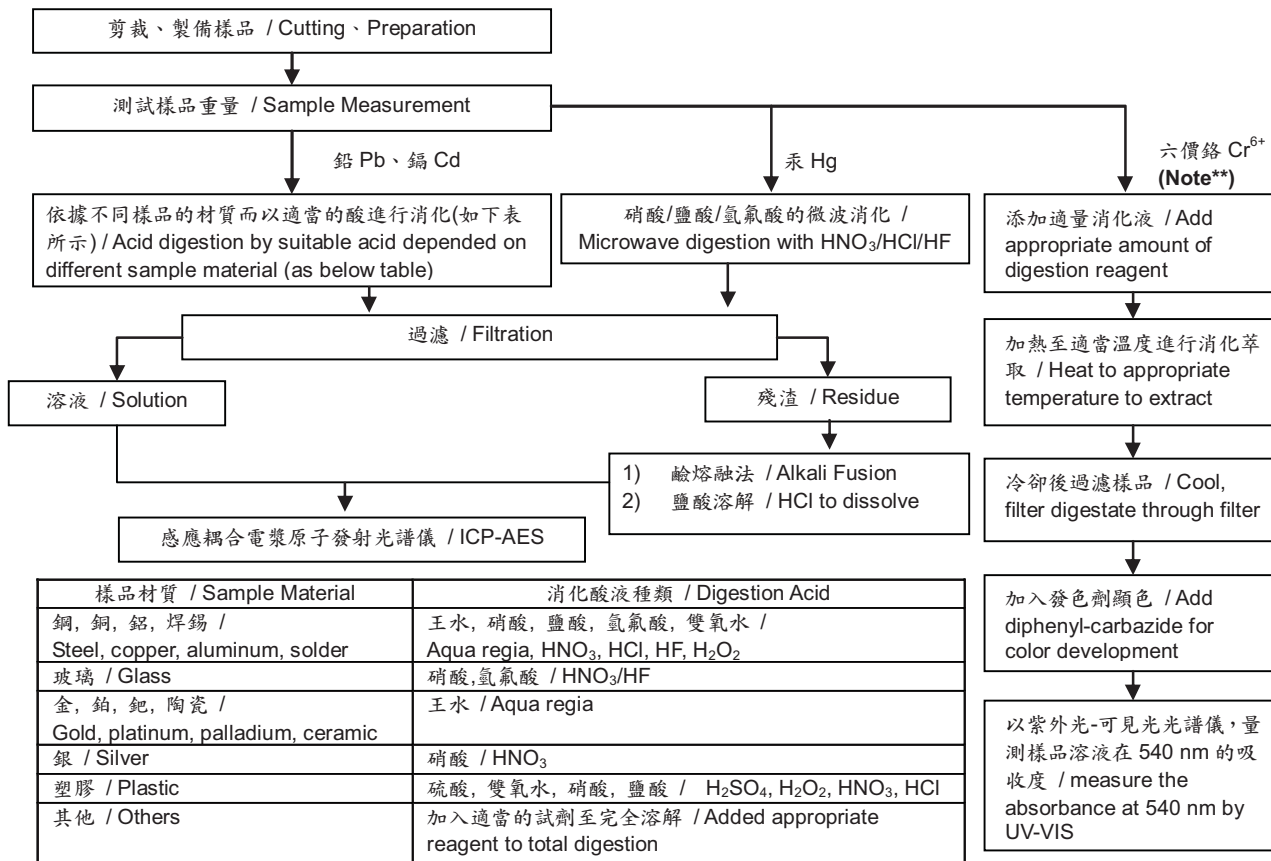 剪裁、製備樣品 / Cutting、Preparation
測試樣品重量 / Sample Measurement
鉛 Pb、鎘 Cd
汞 Hg
六價鉻 Cr⁶⁺
(Note**)
依據不同樣品的材質而以適當的酸進行消化(如下表
所示) / Acid digestion by suitable acid depended on
different sample material (as below table)
硝酸/鹽酸/氫氟酸的微波消化 /
Microwave digestion with HNO₃/HCl/HF
添加適量消化液 / Add
appropriate amount of
digestion reagent
過濾 / Filtration
加熱至適當溫度進行消化萃
取 / Heat to appropriate
temperature to extract
溶液 / Solution
殘渣 / Residue
1) 鹼熔融法 / Alkali Fusion
2) 鹽酸溶解 / HCl to dissolve
冷卻後過濾樣品 / Cool,
filter digestate through filter
感應耦合電漿原子發射光譜儀 / ICP-AES
加入發色劑顯色 / Add
diphenyl-carbazide for
color development
以紫外光-可見光光譜儀，量
測樣品溶液在 540 nm 的吸
收度 / measure the
absorbance at 540 nm by
UV-VIS
樣品材質 / Sample Material
消化酸液種類 / Digestion Acid
鋼, 銅, 鋁, 焊錫 /
Steel, copper, aluminum, solder
王水, 硝酸, 鹽酸, 氫氟酸, 雙氧水 /
Aqua regia, HNO₃, HCl, HF, H₂O₂
玻璃 / Glass
硝酸,氫氟酸 / HNO₃/HF
金, 鉑, 鈀, 陶瓷 /
Gold, platinum, palladium, ceramic
王水 / Aqua regia
銀 / Silver
硝酸 / HNO₃
塑膠 / Plastic
硫酸, 雙氧水, 硝酸, 鹽酸 / H₂SO₄, H₂O₂, HNO₃, HCl
其他 / Others
加入適當的試劑至完全溶解 / Added appropriate
reagent to total digestion